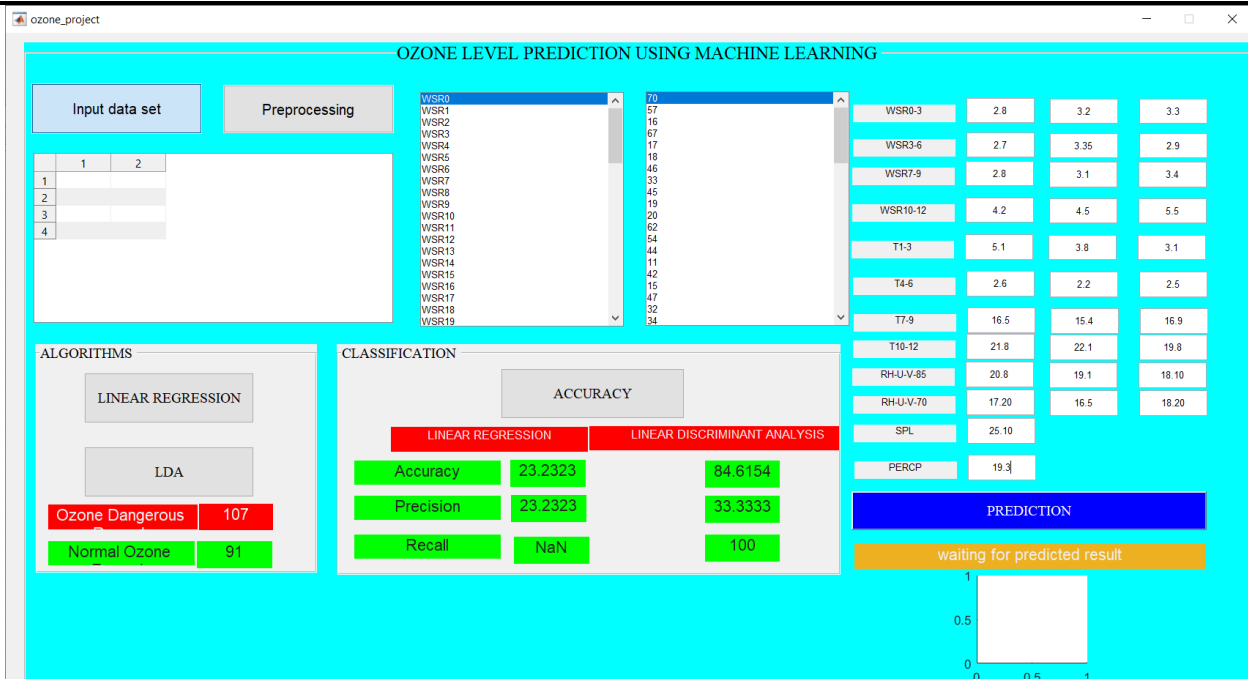 ozone_project
OZONE LEVEL PREDICTION USING MACHINE LEARNING
Input data set
Preprocessing
1 2
1
2
3
4
WSR0
WSR1
WSR2
WSR3
WSR4
WSR5
WSR6
WSR7
WSR8
WSR9
WSR10
WSR11
WSR12
WSR13
WSR14
WSR15
WSR16
WSR17
WSR18
WSR19
70
57
16
67
17
18
46
33
45
19
20
62
54
44
11
42
15
47
32
34
WSR0-3 2.8 3.2 3.3
WSR3-6 2.7 3.35 2.9
WSR7-9 2.8 3.1 3.4
WSR10-12 4.2 4.5 5.5
T1-3 5.1 3.8 3.1
T4-6 2.6 2.2 2.5
T7-9 16.5 15.4 16.9
T10-12 21.8 22.1 19.8
RH-U-V-85 20.8 19.1 18.10
RH-U-V-70 17.20 16.5 18.20
SPL 25.10
PERCP 19.3
PREDICTION
waiting for predicted result
1
0.5
0
0 0.5 1
ALGORITHMS
LINEAR REGRESSION
LDA
Ozone Dangerous 107
Normal Ozone 91
CLASSIFICATION
ACCURACY
LINEAR REGRESSION LINEAR DISCRIMINANT ANALYSIS
Accuracy 23.2323 84.6154
Precision 23.2323 33.3333
Recall NaN 100